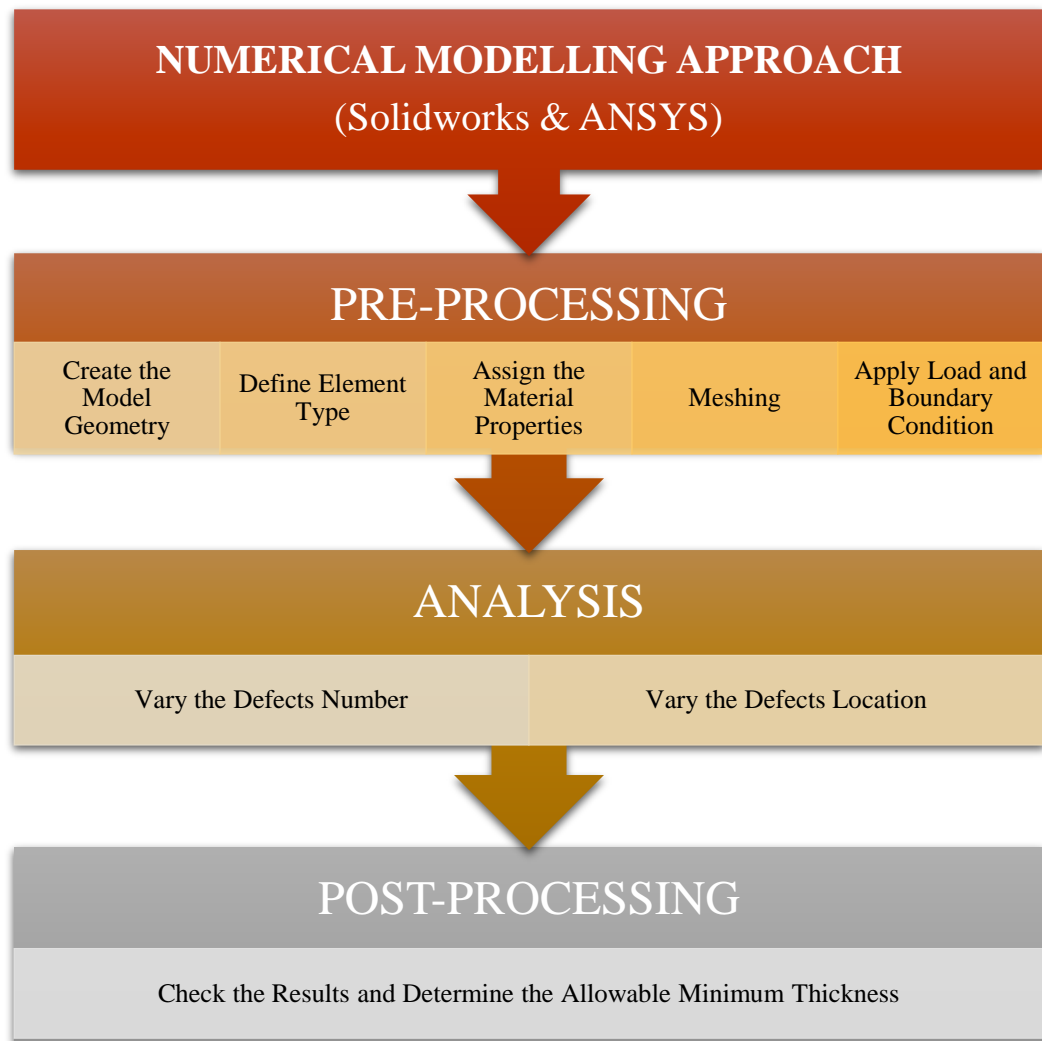 NUMERICAL MODELLING APPROACH
(Solidworks & ANSYS)
PRE-PROCESSING
Create the
Model
Geometry
Define Element
Type
Assign the
Material
Properties
Meshing
Apply Load and
Boundary
Condition
ANALYSIS
Vary the Defects Number
Vary the Defects Location
POST-PROCESSING
Check the Results and Determine the Allowable Minimum Thickness